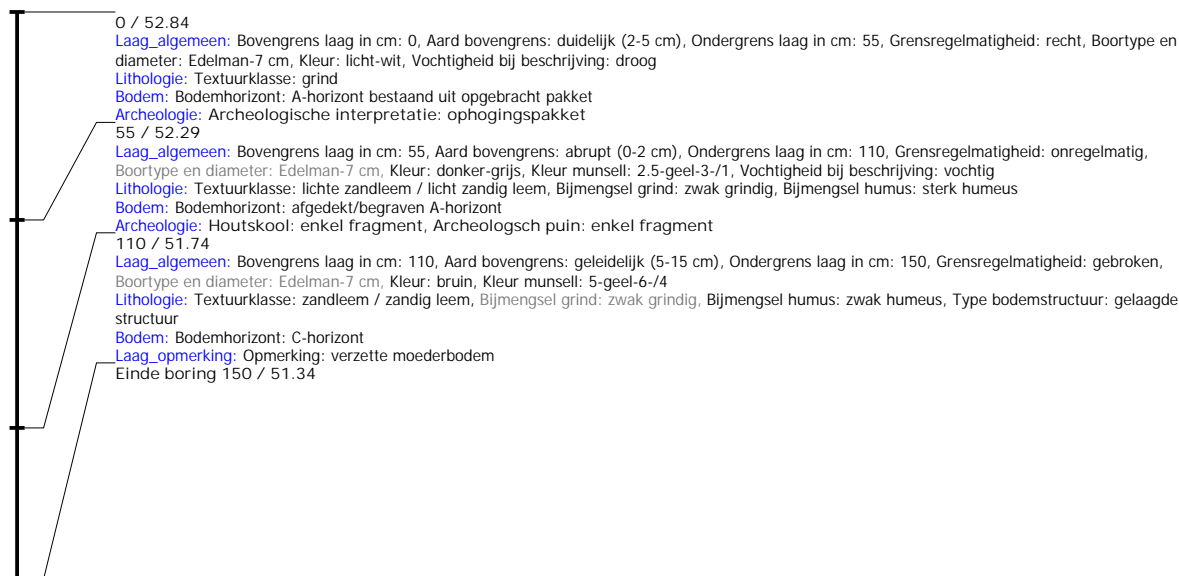 0 / 52.84
Laag_algemeen: Bovengrens laag in cm: 0, Aard bovengrens: duidelijk (2-5 cm), Ondergrens laag in cm: 55, Grensregelmatigheid: recht, Boortype en
diameter: Edelman-7 cm, Kleur: licht-wit, Vochtigheid bij beschrijving: droog
Lithologie: Textuurklasse: grind
Bodem: Bodemhorizont: A-horizont bestaand uit opgebracht pakket
Archeologie: Archeologische interpretatie: ophogingspakket
55 / 52.29
Laag_algemeen: Bovengrens laag in cm: 55, Aard bovengrens: abrupt (0-2 cm), Ondergrens laag in cm: 110, Grensregelmatigheid: onregelmatig,
Boortype en diameter: Edelman-7 cm, Kleur: donker-grijs, Kleur munsell: 2.5-geel-3-/1, Vochtigheid bij beschrijving: vochtig
Lithologie: Textuurklasse: lichte zandleem / licht zandig leem, Bijmengsel grind: zwak grindig, Bijmengsel humus: sterk humeus
Bodem: Bodemhorizont: afgedekt/begraven A-horizont
Archeologie: Houtskool: enkel fragment, Archeologsch puin: enkel fragment
110 / 51.74
Laag_algemeen: Bovengrens laag in cm: 110, Aard bovengrens: geleidelijk (5-15 cm), Ondergrens laag in cm: 150, Grensregelmatigheid: gebroken,
Boortype en diameter: Edelman-7 cm, Kleur: bruin, Kleur munsell: 5-geel-6-/4
Lithologie: Textuurklasse: zandleem / zandig leem, Bijmengsel grind: zwak grindig, Bijmengsel humus: zwak humeus, Type bodemstructuur: gelaagde
structuur
Bodem: Bodemhorizont: C-horizont
Laag_opmerking: Opmerking: verzette moederbodem
Einde boring 150 / 51.34